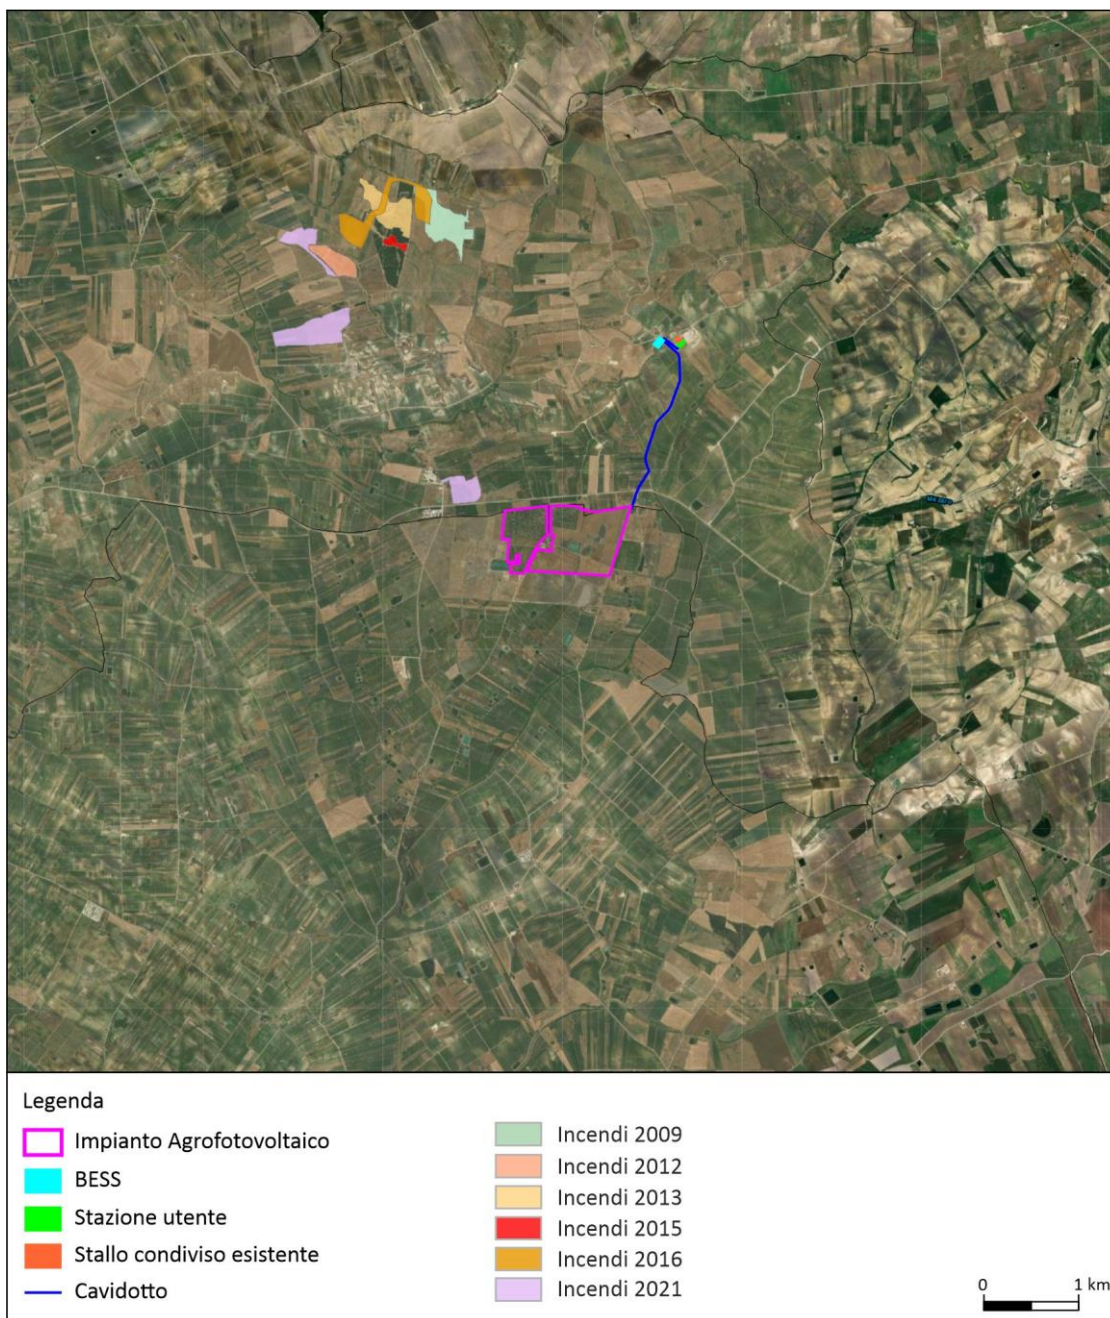 Legenda
Impianto Agrofotovoltaico
BESS
Stazione utente
Stallo condiviso esistente
Cavidotto
Incendi 2009
Incendi 2012
Incendi 2013
Incendi 2015
Incendi 2016
Incendi 2021
0 1 km